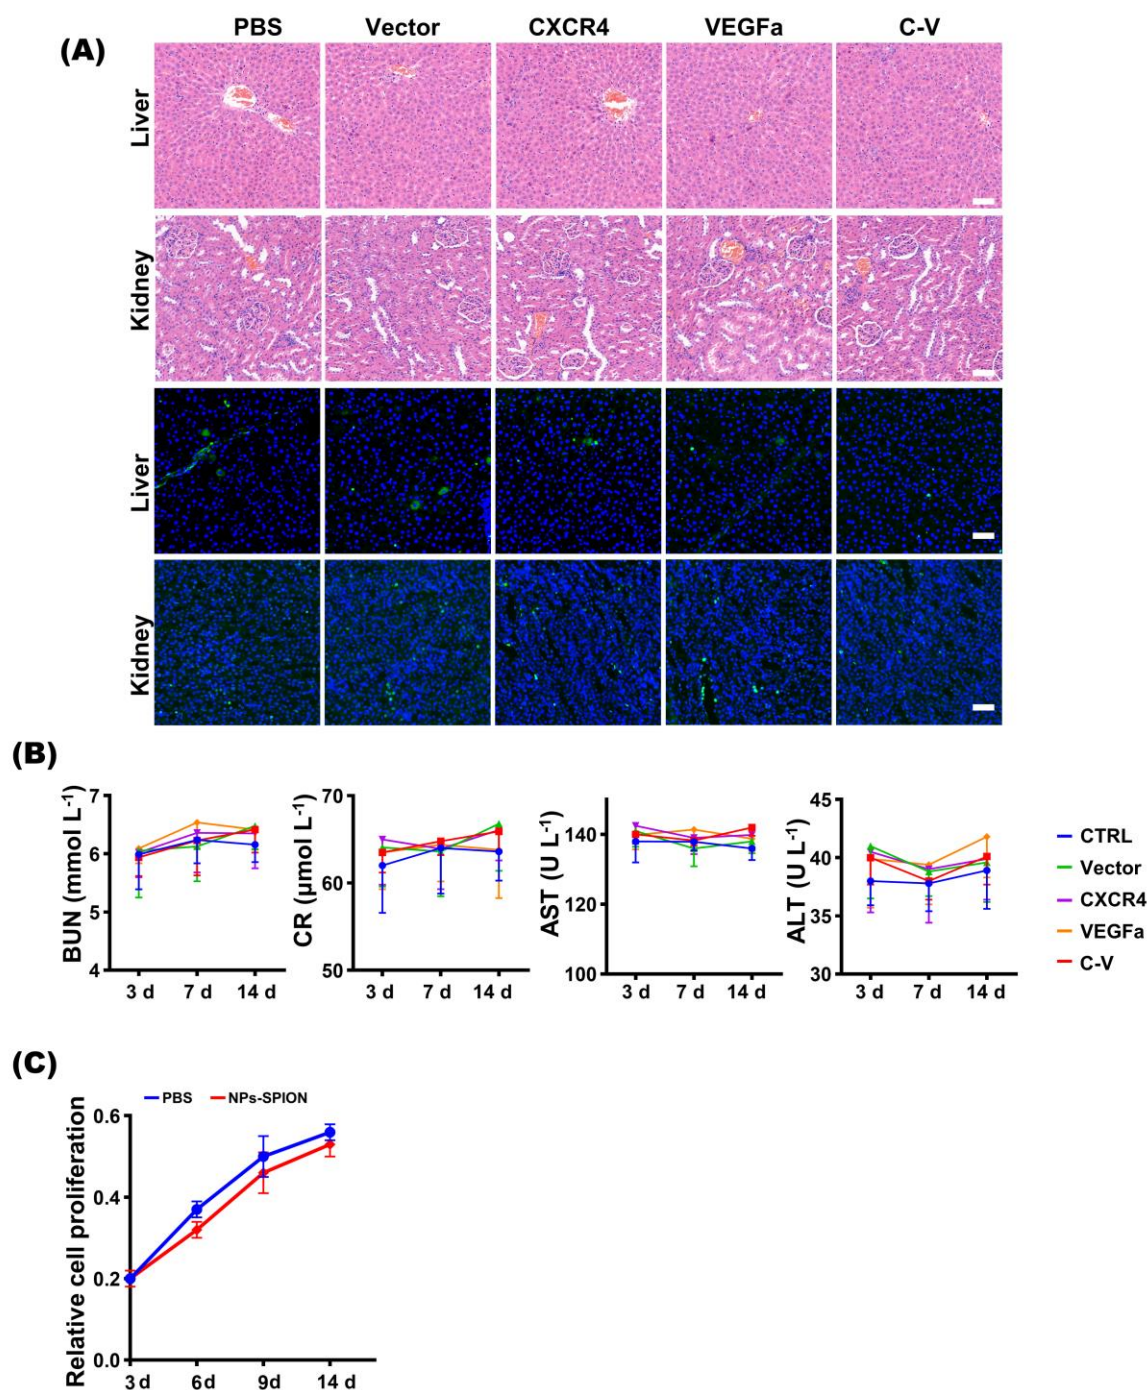 (A)
PBS Vector CXCR4 VEGFa C-V
Liver
Kidney
Liver
Kidney
(B)
BUN (mmol L⁻¹)
7
6
5
4
3 d 7 d 14 d
CR (μmol L⁻¹)
70
60
50
3 d 7 d 14 d
AST (U L⁻¹)
140
120
100
3 d 7 d 14 d
ALT (U L⁻¹)
45
40
35
30
3 d 7 d 14 d
CTRL
Vector
CXCR4
VEGFa
C-V
(C)
PBS NPs-SPION
Relative cell proliferation
0.6
0.4
0.2
0.0
3 d 6d 9d 14 d